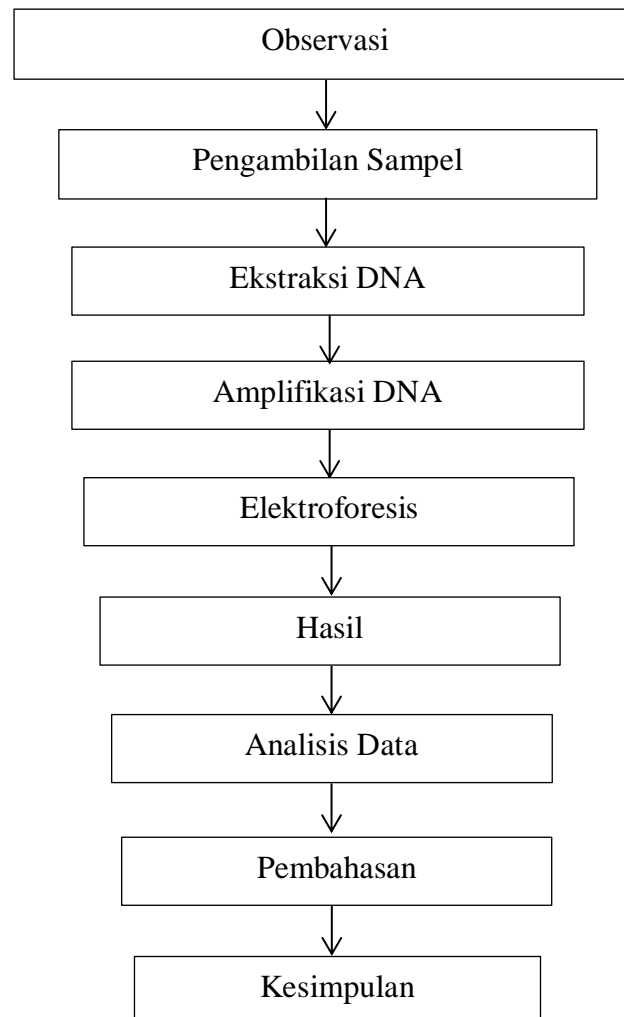 Observasi
Pengambilan Sampel
Ekstraksi DNA
Amplifikasi DNA
Elektroforesis
Hasil
Analisis Data
Pembahasan
Kesimpulan